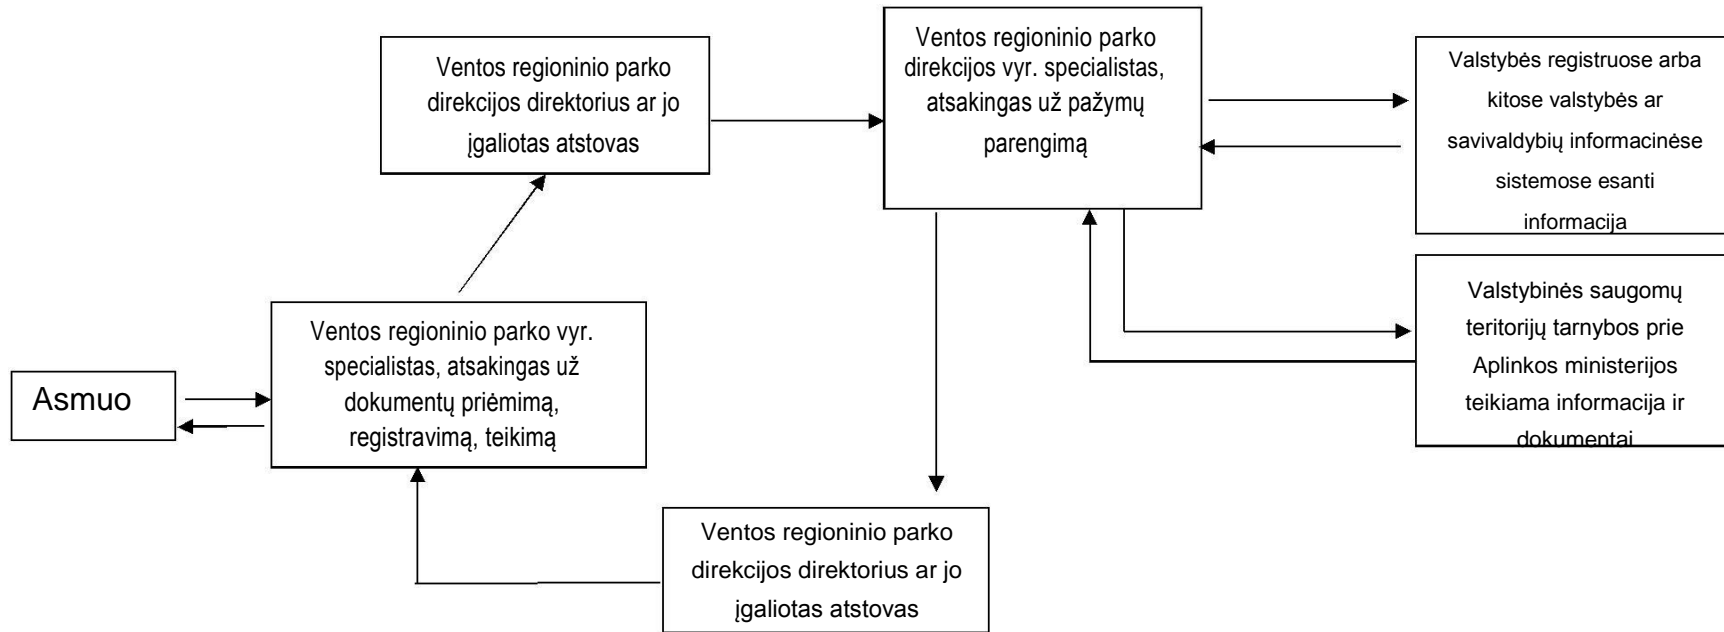 Ventos regioninio parko
direkcijos direktorius ar jo
įgaliotas atstovas
Ventos regioninio parko
direkcijos vyr. specialistas,
atsakingas už pažymų
parengimą
Valstybės registruose arba
kitose valstybės ar
savivaldybių informacinėse
sistemose esanti
informacija
Valstybinės saugomų
teritorijų tarnybos prie
Aplinkos ministerijos
teikiama informacija ir
dokumentai
Asmuo
Ventos regioninio parko vyr.
specialistas, atsakingas už
dokumentų priėmimą,
registravimą, teikimą
Ventos regioninio parko
direkcijos direktorius ar jo
įgaliotas atstovas